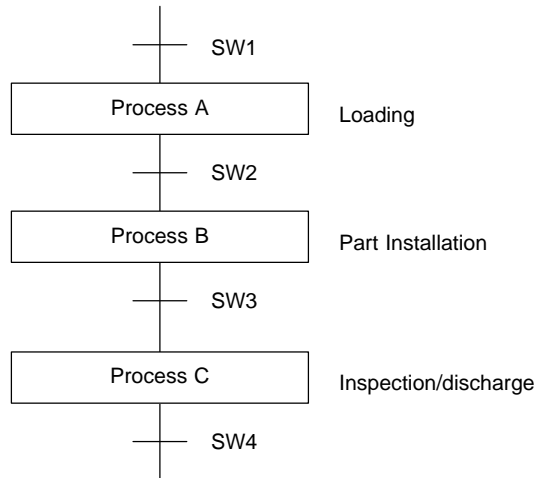 SW1
Process A
Loading
SW2
Process B
Part Installation
SW3
Process C
Inspection/discharge
SW4